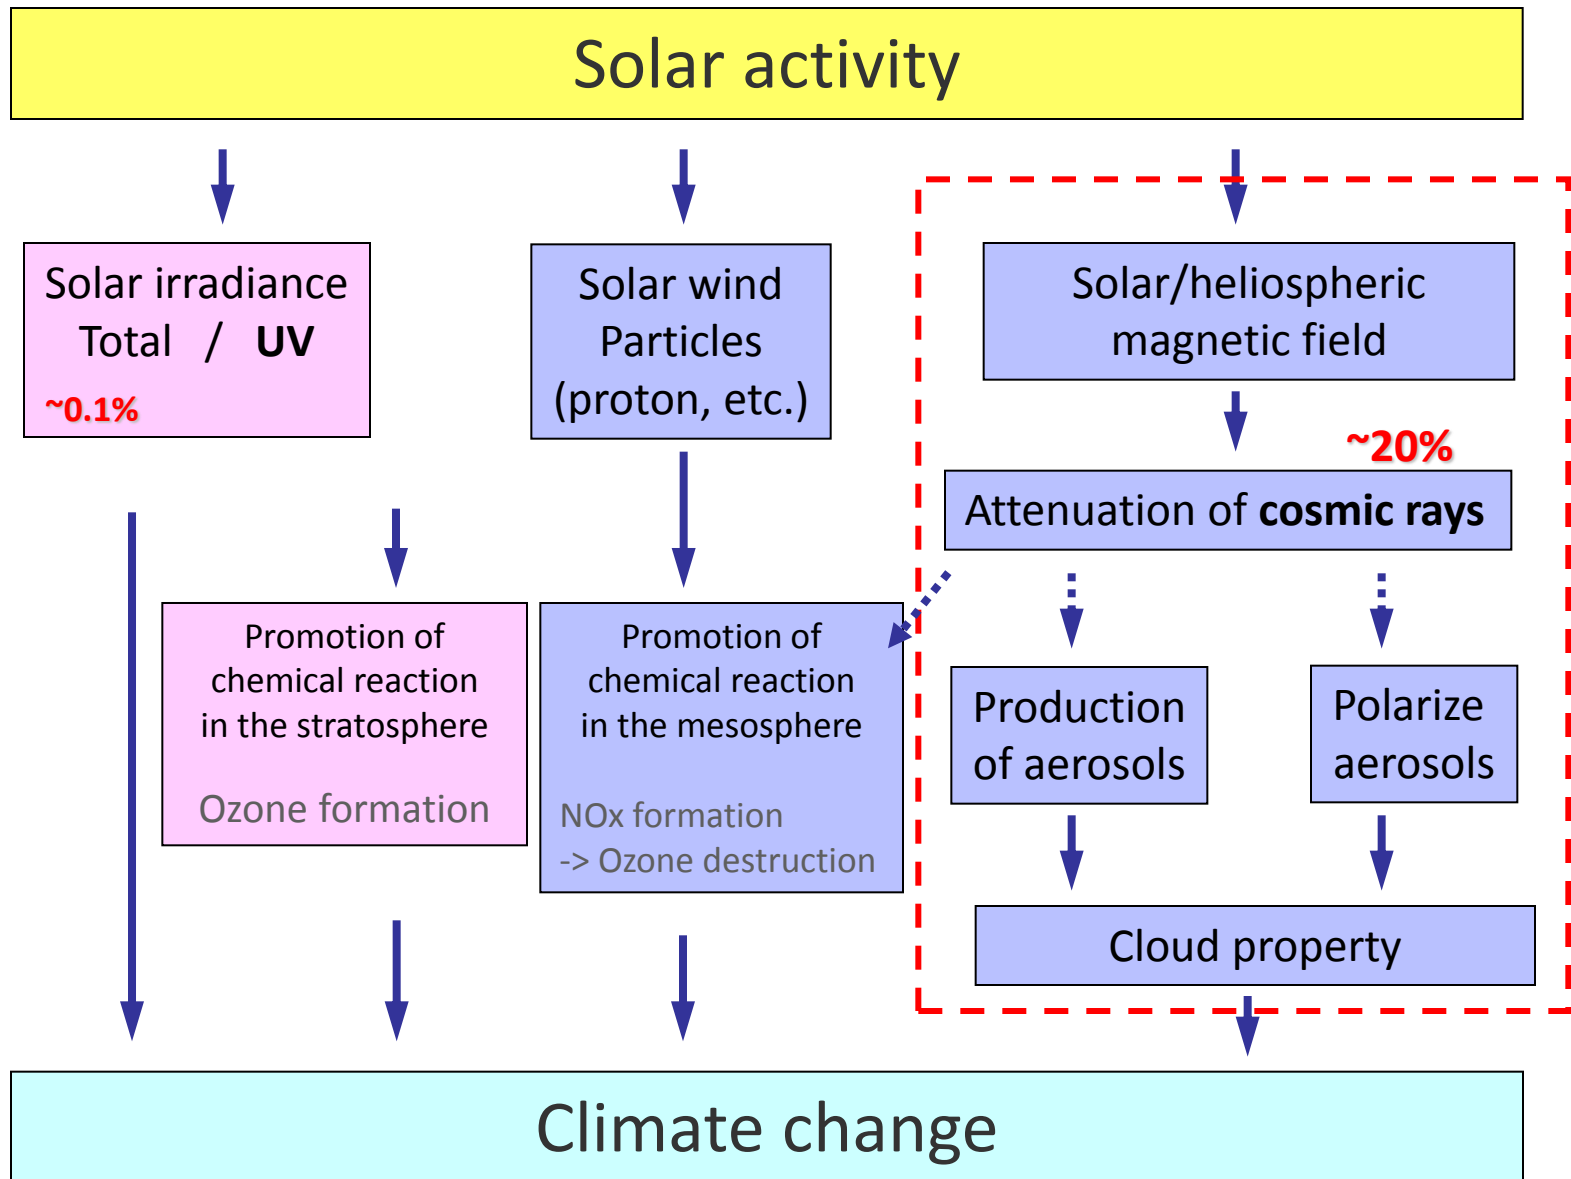 Solar activity
Solar irradiance
Total / UV
~0.1%
Solar wind
Particles
(proton, etc.)
Solar/heliospheric
magnetic field
~20%
Attenuation of cosmic rays
Promotion of
chemical reaction
in the stratosphere
Ozone formation
Promotion of
chemical reaction
in the mesosphere
NOx formation
-> Ozone destruction
Production
of aerosols
Polarize
aerosols
Cloud property
Climate change